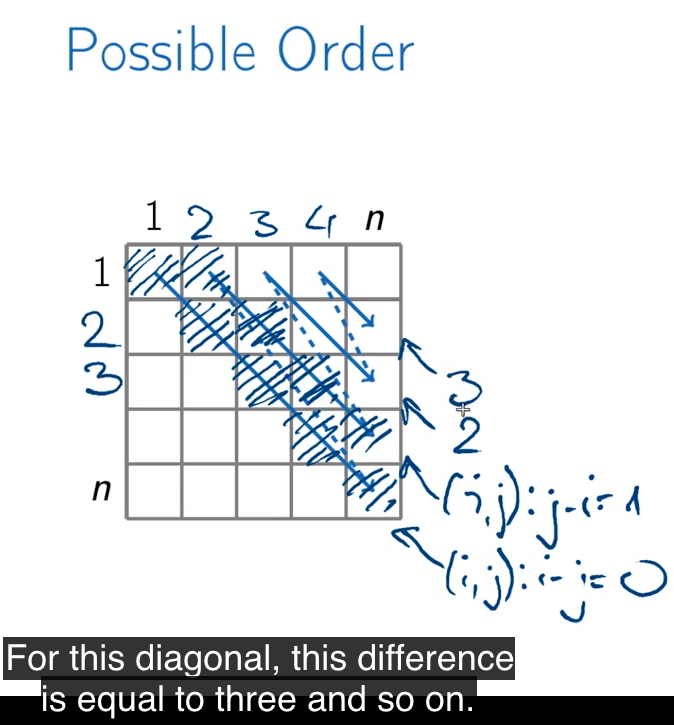 Possible Order
1 2 3 4 n
1
2
3
n
3
2
(i,j): j-i=1
(i,j): i-j=0
For this diagonal, this difference
is equal to three and so on.